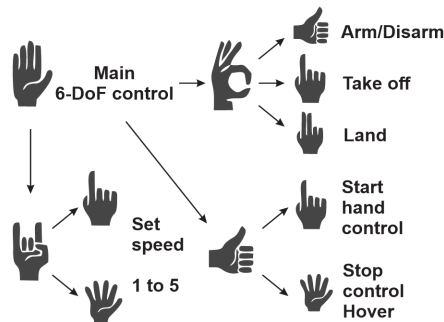 Main
6-DoF control
Arm/Disarm
Take off
Land
Set
speed
1 to 5
Start
hand
control
Stop
control
Hover